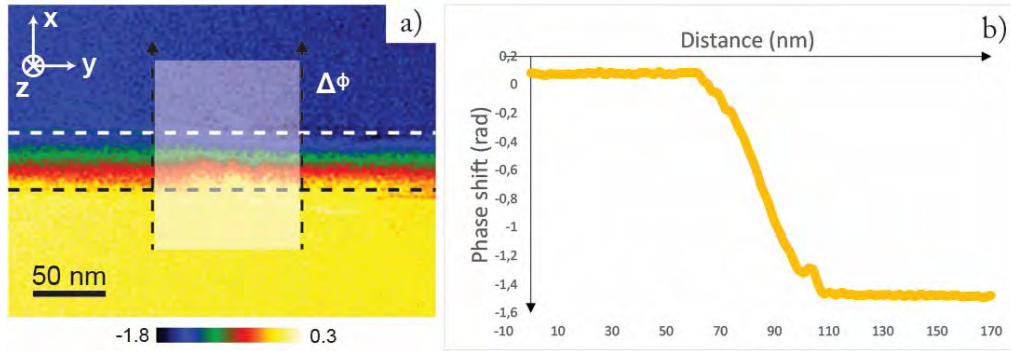 a)
x
y
z
Δϕ
50 nm
-1.8
0.3
b)
Distance (nm)
Phase shift (rad)
0,2
0
-0,2
-0,4
-0,6
-0,8
-1
-1,2
-1,4
-1,6
-10 10 30 50 70 90 110 130 150 170